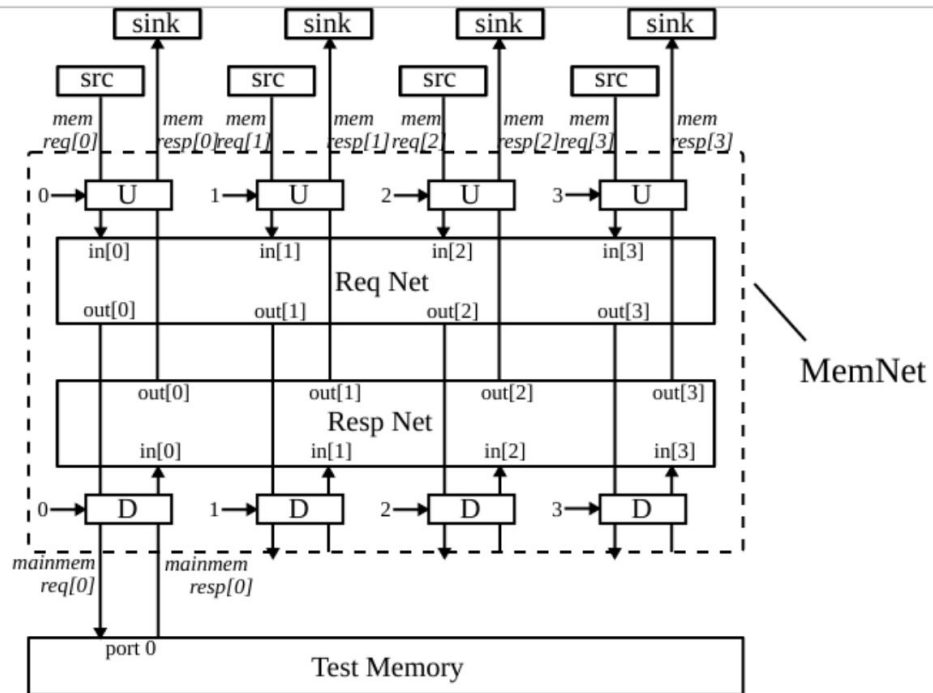 sink sink sink sink
src src src src
mem req[0] mem resp[0] mem req[1] mem resp[1] mem req[2] mem resp[2] mem req[3] mem resp[3]
0 U 1 U 2 U 3 U
in[0] in[1] in[2] in[3]
Req Net
out[0] out[1] out[2] out[3]
MemNet
out[0] out[1] out[2] out[3]
Resp Net
in[0] in[1] in[2] in[3]
0 D 1 D 2 D 3 D
mainmem req[0] mainmem resp[0]
port 0
Test Memory